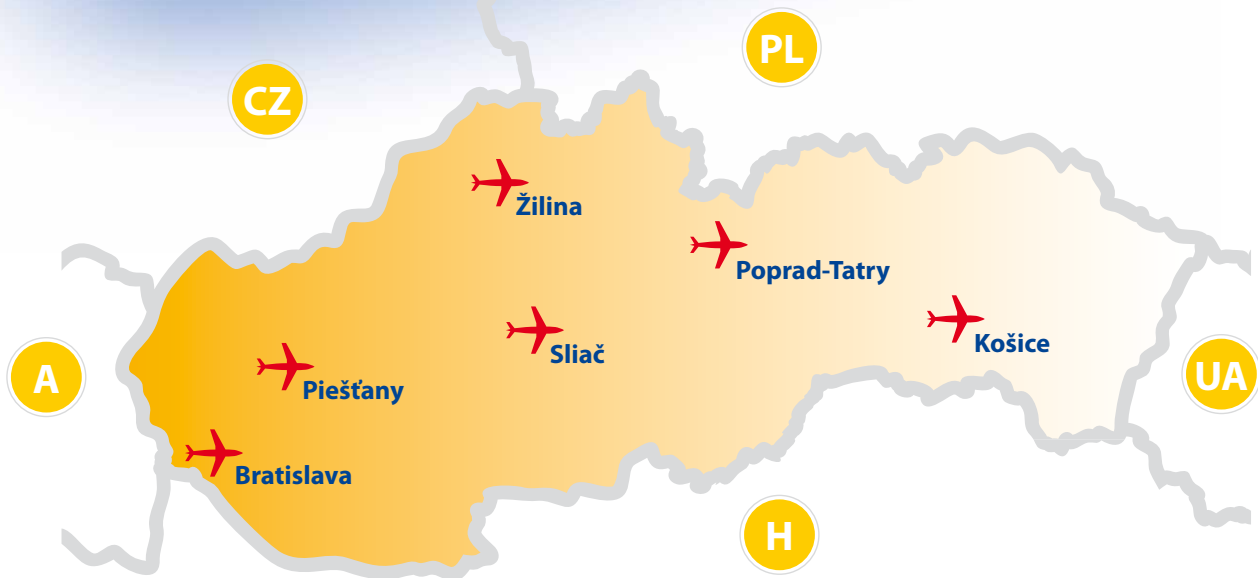 PL
CZ
Žilina
Poprad-Tatry
Košice
Sliač
A
UA
Piešťany
Bratislava
H